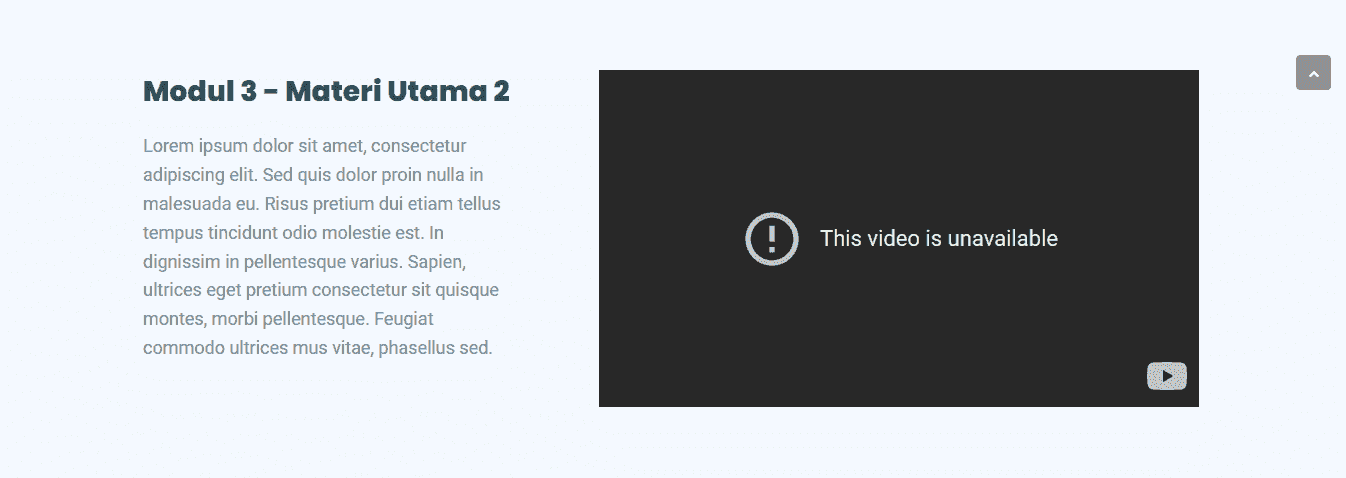 Modul 3 – Materi Utama 2
Lorem ipsum dolor sit amet, consectetur
adipiscing elit. Sed quis dolor proin nulla in
malesuada eu. Risus pretium dui etiam tellus
tempus tincidunt odio molestie est. In
dignissim in pellentesque varius. Sapien,
ultrices eget pretium consectetur sit quisque
montes, morbi pellentesque. Feugiat
commodo ultrices mus vitae, phasellus sed.
This video is unavailable